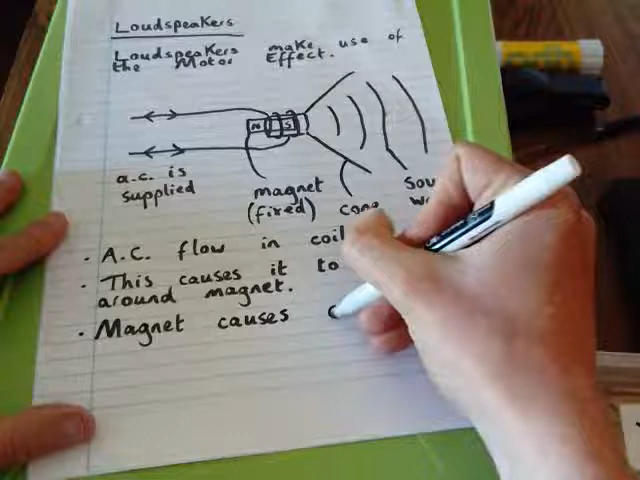 Loudspeakers
Loudspeakers make use of
the Motor Effect.
N S
a.c. is
supplied
magnet
(fixed)
cone
· A.C. flow in coil
· This causes it to
around magnet.
· Magnet causes